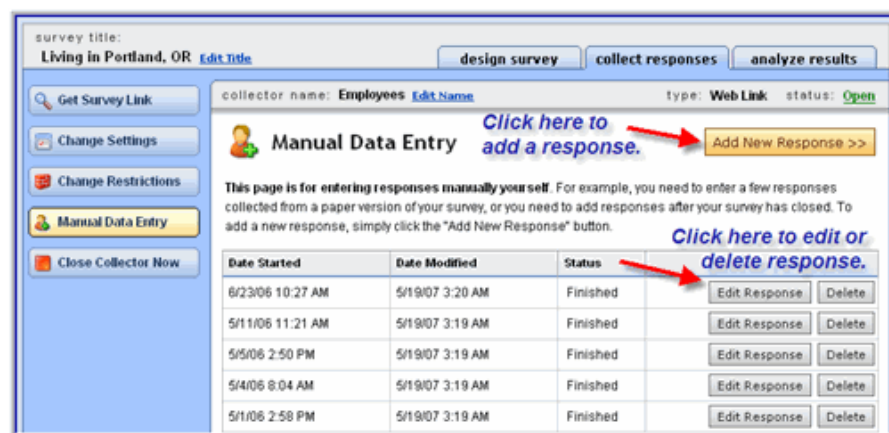 survey title:
Living in Portland, OR Edit Title
design survey collect responses analyze results
Get Survey Link
Change Settings
Change Restrictions
Manual Data Entry
Close Collector Now
collector name: Employees Edit Name type: Web Link status: Open
Manual Data Entry
Click here to
add a response.
Add New Response >>
This page is for entering responses manually yourself. For example, you need to enter a few responses
collected from a paper version of your survey, or you need to add responses after your survey has closed. To
add a new response, simply click the "Add New Response" button.
Click here to edit or
delete response.
Date Started Date Modified Status
6/23/06 10:27 AM 5/19/07 3:20 AM Finished Edit Response Delete
5/11/06 11:21 AM 5/19/07 3:19 AM Finished Edit Response Delete
5/5/06 2:50 PM 5/19/07 3:19 AM Finished Edit Response Delete
5/4/06 8:04 AM 5/19/07 3:19 AM Finished Edit Response Delete
5/1/06 2:58 PM 5/19/07 3:19 AM Finished Edit Response Delete